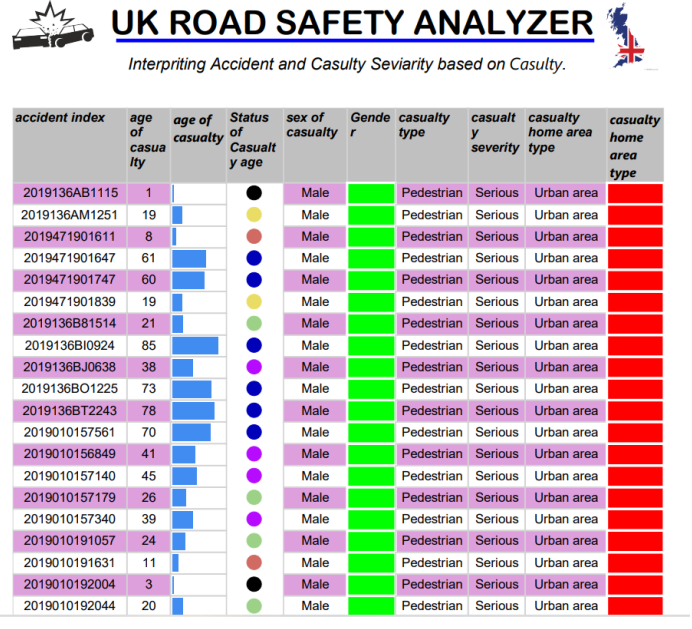 UK ROAD SAFETY ANALYZER
Interpriting Accident and Casulty Seviarity based on Casulty.
accident index age of casua lty age of casualty Status of Casualt y age sex of casualty Gende r casualty type casualt y severity casualty home area type casualty home area type
2019136AB1115 1 Male Pedestrian Serious Urban area
2019136AM1251 19 Male Pedestrian Serious Urban area
2019471901611 8 Male Pedestrian Serious Urban area
2019471901647 61 Male Pedestrian Serious Urban area
2019471901747 60 Male Pedestrian Serious Urban area
2019471901839 19 Male Pedestrian Serious Urban area
2019136B81514 21 Male Pedestrian Serious Urban area
2019136BI0924 85 Male Pedestrian Serious Urban area
2019136BJ0638 38 Male Pedestrian Serious Urban area
2019136BO1225 73 Male Pedestrian Serious Urban area
2019136BT2243 78 Male Pedestrian Serious Urban area
2019010157561 70 Male Pedestrian Serious Urban area
2019010156849 41 Male Pedestrian Serious Urban area
2019010157140 45 Male Pedestrian Serious Urban area
2019010157179 26 Male Pedestrian Serious Urban area
2019010157340 39 Male Pedestrian Serious Urban area
2019010191057 24 Male Pedestrian Serious Urban area
2019010191631 11 Male Pedestrian Serious Urban area
2019010192004 3 Male Pedestrian Serious Urban area
2019010192044 20 Male Pedestrian Serious Urban area